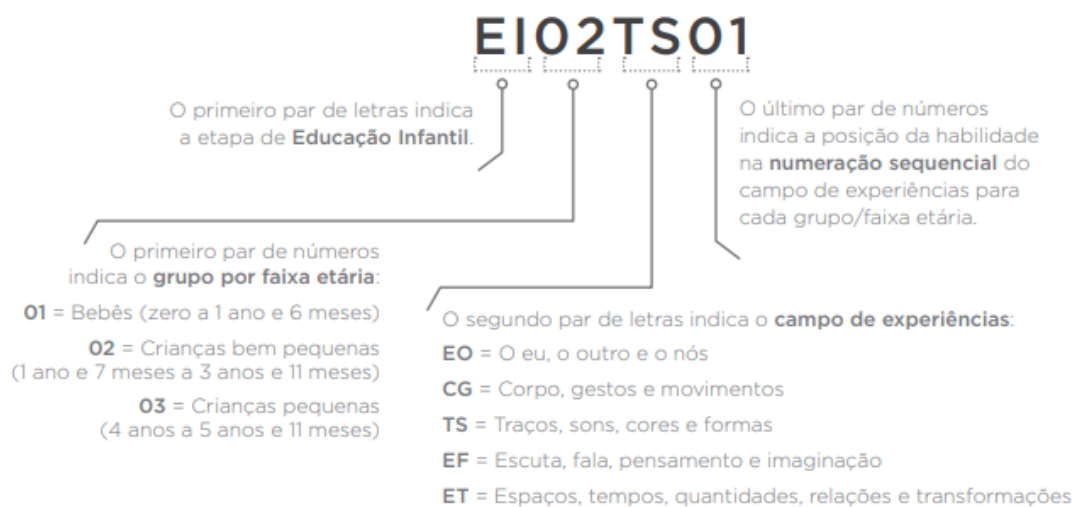 EI02TS01
O primeiro par de letras indica
a etapa de Educação Infantil.
O último par de números
indica a posição da habilidade
na numeração sequencial do
campo de experiências para
cada grupo/faixa etária.
O primeiro par de números
indica o grupo por faixa etária:
01 = Bebês (zero a 1 ano e 6 meses)
02 = Crianças bem pequenas
(1 ano e 7 meses a 3 anos e 11 meses)
03 = Crianças pequenas
(4 anos a 5 anos e 11 meses)
O segundo par de letras indica o campo de experiências:
EO = O eu, o outro e o nós
CG = Corpo, gestos e movimentos
TS = Traços, sons, cores e formas
EF = Escuta, fala, pensamento e imaginação
ET = Espaços, tempos, quantidades, relações e transformações